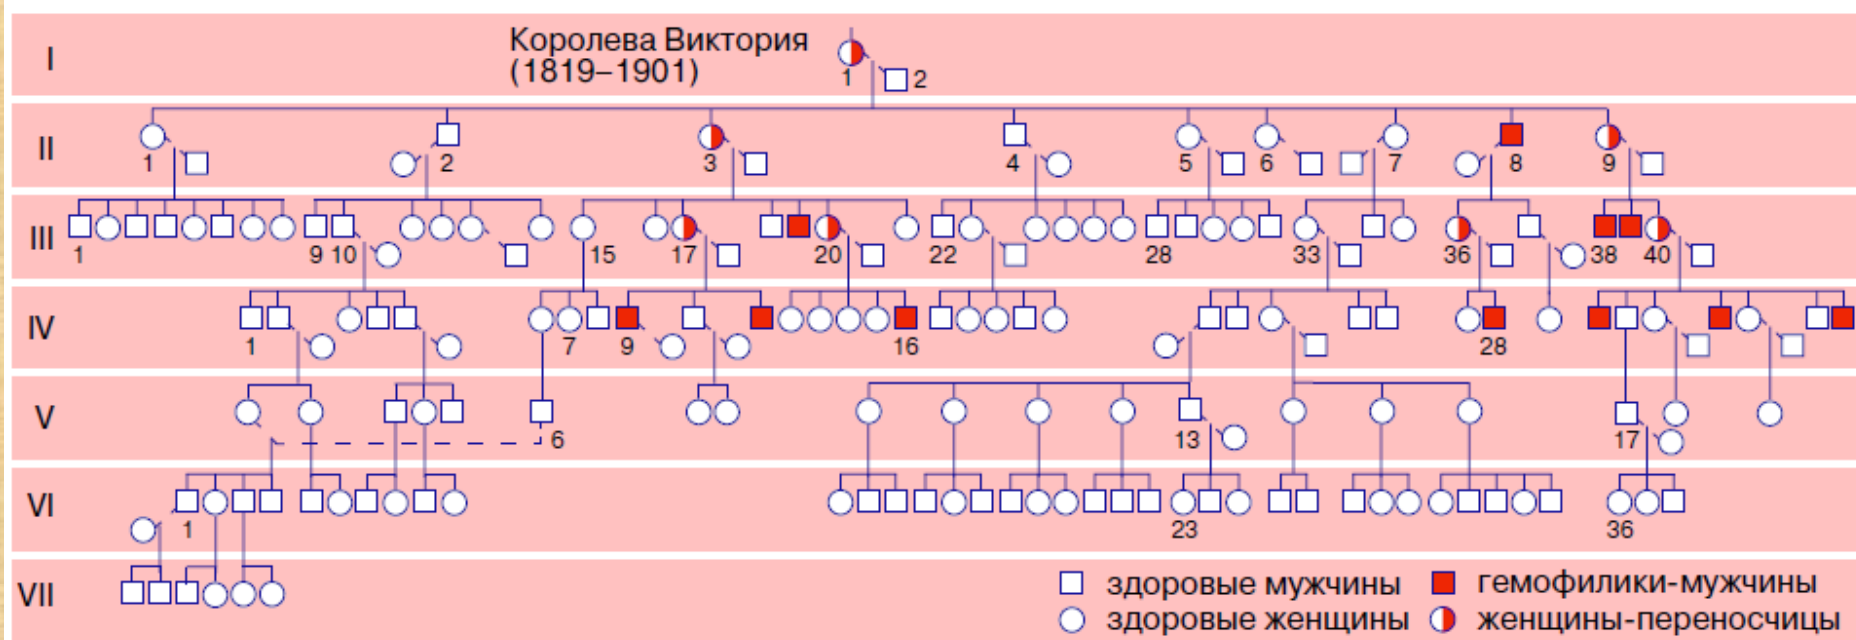 Королева Виктория
(1819–1901)
I
1 2
II
1 2 3 4 5 6 7 8 9
III
1 9 10 15 17 20 22 28 33 36 38 40
IV
1 7 9 16 28
V
6 13 17
VI
1 23 36
VII
здоровые мужчины гемофилики-мужчины
здоровые женщины женщины-переносчицы